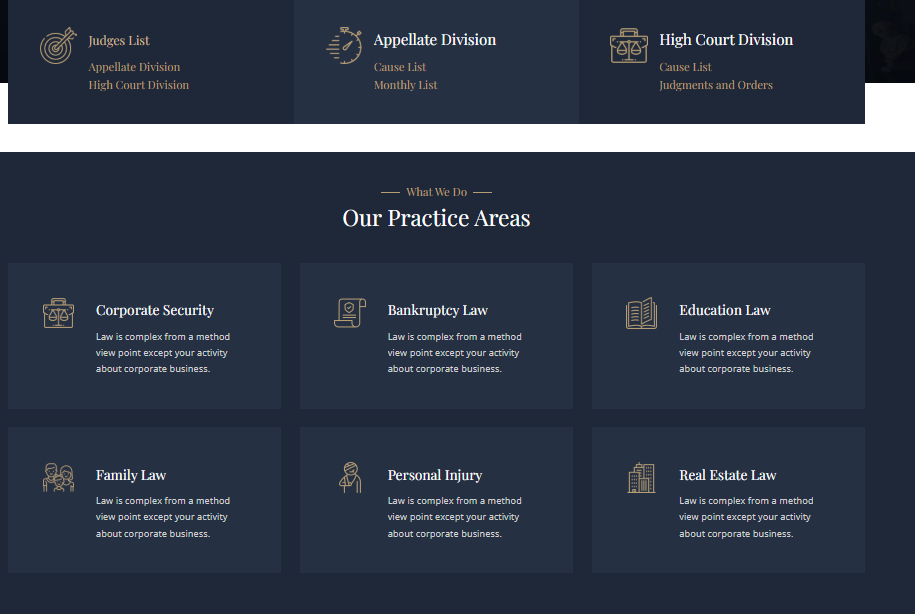 Judges List
Appellate Division
High Court Division
Appellate Division
Cause List
Monthly List
High Court Division
Cause List
Judgments and Orders
What We Do
Our Practice Areas
Corporate Security
Law is complex from a method
view point except your activity
about corporate business.
Bankruptcy Law
Law is complex from a method
view point except your activity
about corporate business.
Education Law
Law is complex from a method
view point except your activity
about corporate business.
Family Law
Law is complex from a method
view point except your activity
about corporate business.
Personal Injury
Law is complex from a method
view point except your activity
about corporate business.
Real Estate Law
Law is complex from a method
view point except your activity
about corporate business.